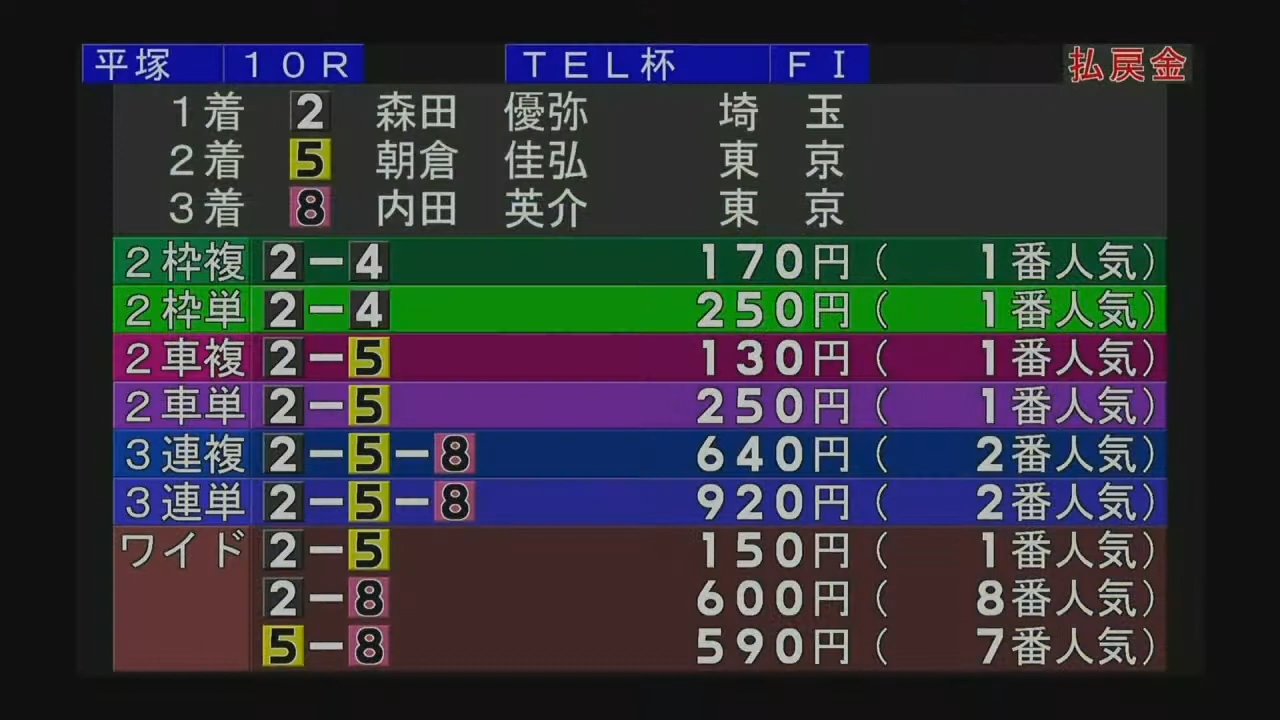 平塚 10R TEL杯 FⅠ 払戻金
1着 2 森田 優弥 埼玉
2着 5 朝倉 佳弘 東京
3着 8 内田 英介 東京
2枠複 2-4 170円( 1番人気)
2枠単 2-4 250円( 1番人気)
2車複 2-5 130円( 1番人気)
2車単 2-5 250円( 1番人気)
3連複 2-5-8 640円( 2番人気)
3連単 2-5-8 920円( 2番人気)
ワイド 2-5 150円( 1番人気)
2-8 600円( 8番人気)
5-8 590円( 7番人気)